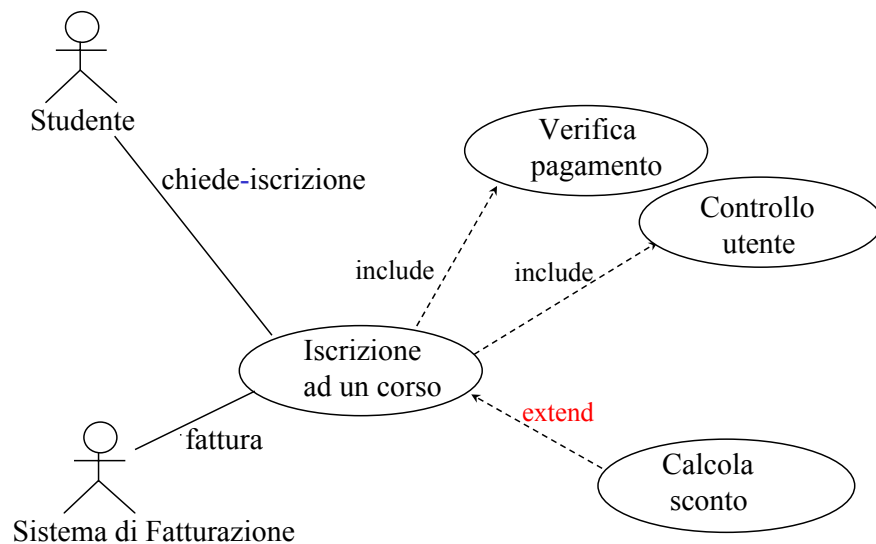 Studente
Verifica
pagamento
chiede-iscrizione
Controllo
utente
include
include
Iscrizione
ad un corso
extend
fattura
Calcola
sconto
Sistema di Fatturazione